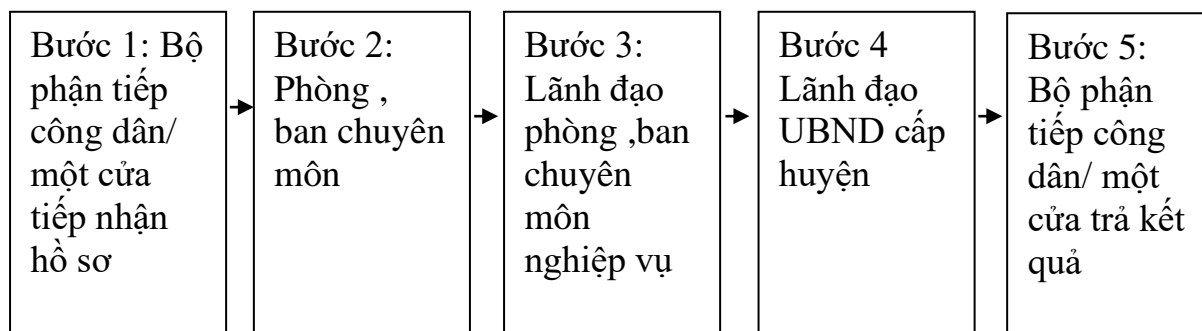 Bước 1: Bộ
phận tiếp
công dân/
một cửa
tiếp nhận
hồ sơ
Bước 2:
Phòng ,
ban chuyên
môn
Bước 3:
Lãnh đạo
phòng ,ban
chuyên
môn
nghiệp vụ
Bước 4
Lãnh đạo
UBND cấp
huyện
Bước 5:
Bộ phận
tiếp công
dân/ một
cửa trả kết
quả